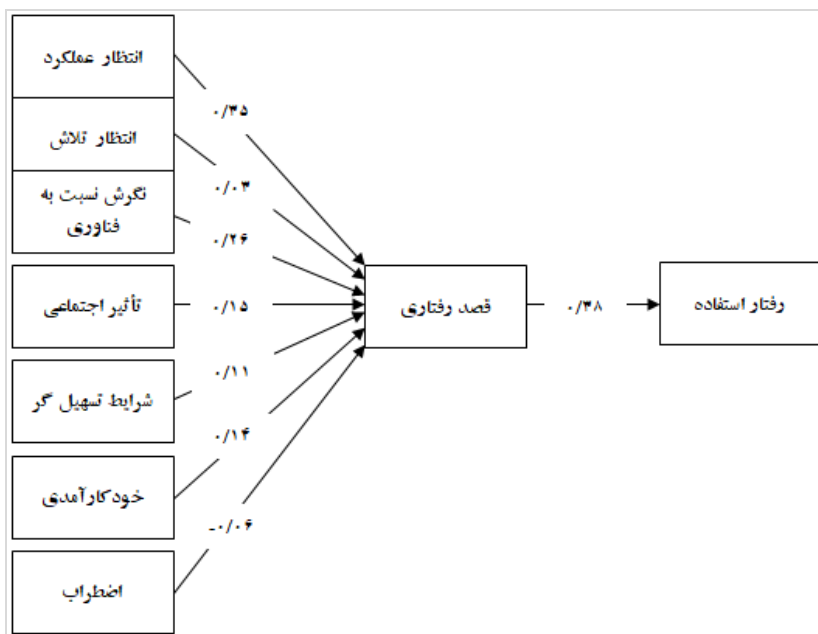 انتظار عملکرد
۰/۳۵
انتظار تلاش
۰/۰۳
نگرش نسبت به
فناوری
۰/۲۶
تأثیر اجتماعی
۰/۱۵
قصد رفتاری
۰/۳۸
رفتار استفاده
شرایط تسهیل گر
۰/۱۱
خودکارآمدی
۰/۱۴
اضطراب
-۰/۰۶